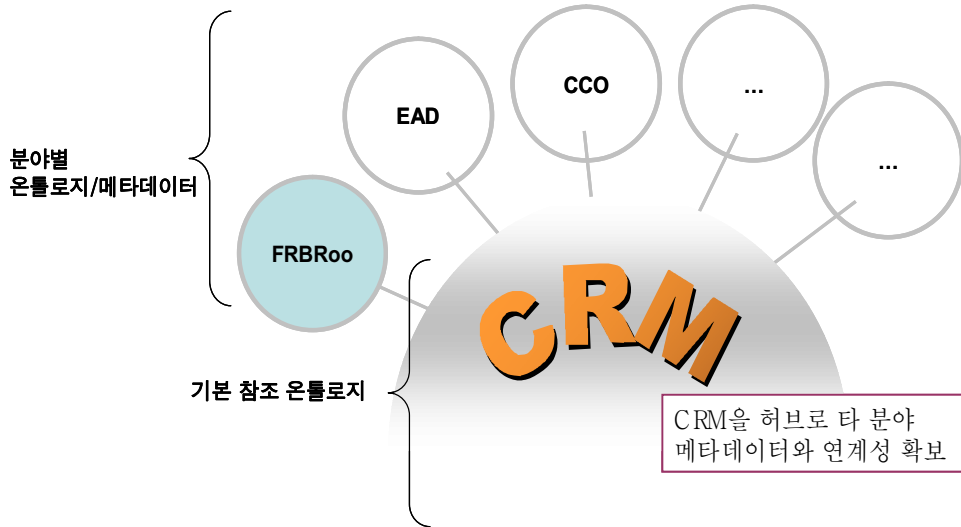 CCO
...
EAD
...
분야별
온톨로지/메타데이터
FRBRoo
CRM
기본 참조 온톨로지
CRM을 허브로 타 분야
메타데이터와 연계성 확보